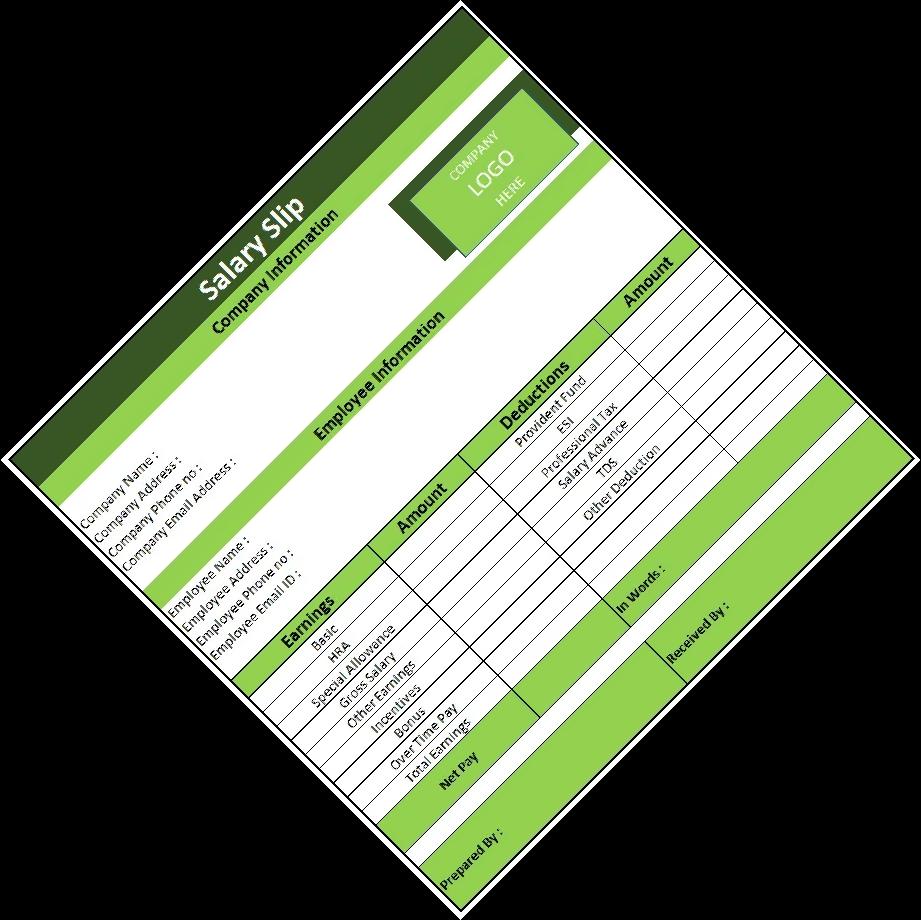 Salary Slip
Company Information
COMPANY
LOGO
HERE
Company Name :
Company Address :
Company Phone no :
Company Email Address :
Employee Information
Employee Name :
Employee Address :
Employee Phone no :
Employee Email ID :
Earnings Amount Deductions Amount
Basic Provident Fund
HRA ESI
Special Allowance Professional Tax
Gross Salary Salary Advance
Other Earnings TDS
Incentives Other Deduction
Bonus
Over Time Pay
Total Earnings
Net Pay In Words :
Prepared By : Received By :